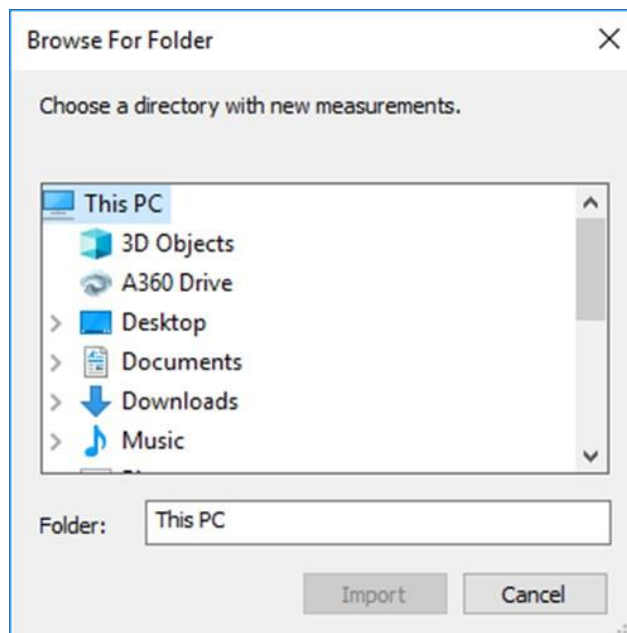 Browse For Folder
Choose a directory with new measurements.
This PC
3D Objects
A360 Drive
Desktop
Documents
Downloads
Music
Folder: This PC
Import Cancel